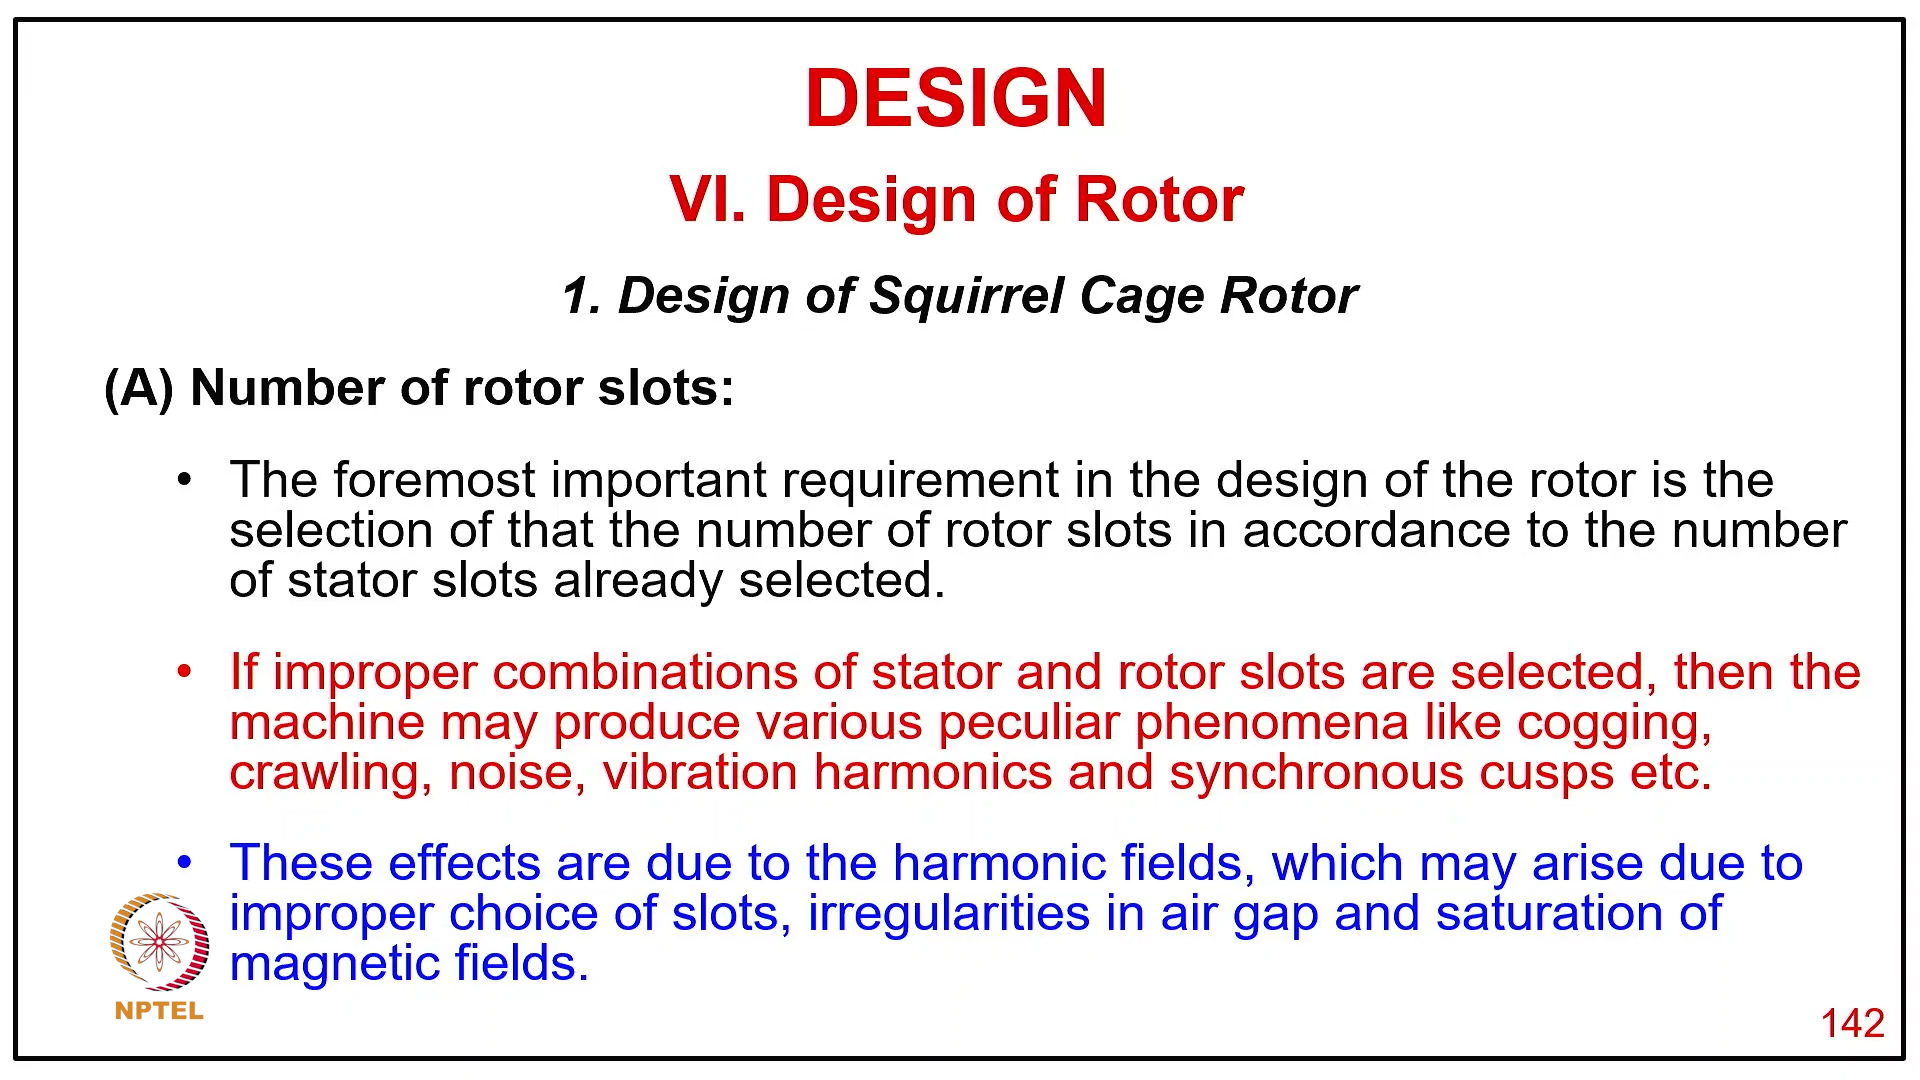 DESIGN
VI. Design of Rotor
1. Design of Squirrel Cage Rotor
(A) Number of rotor slots:
• The foremost important requirement in the design of the rotor is the
selection of that the number of rotor slots in accordance to the number
of stator slots already selected.
• If improper combinations of stator and rotor slots are selected, then the
machine may produce various peculiar phenomena like cogging,
crawling, noise, vibration harmonics and synchronous cusps etc.
• These effects are due to the harmonic fields, which may arise due to
improper choice of slots, irregularities in air gap and saturation of
magnetic fields.
NPTEL
142